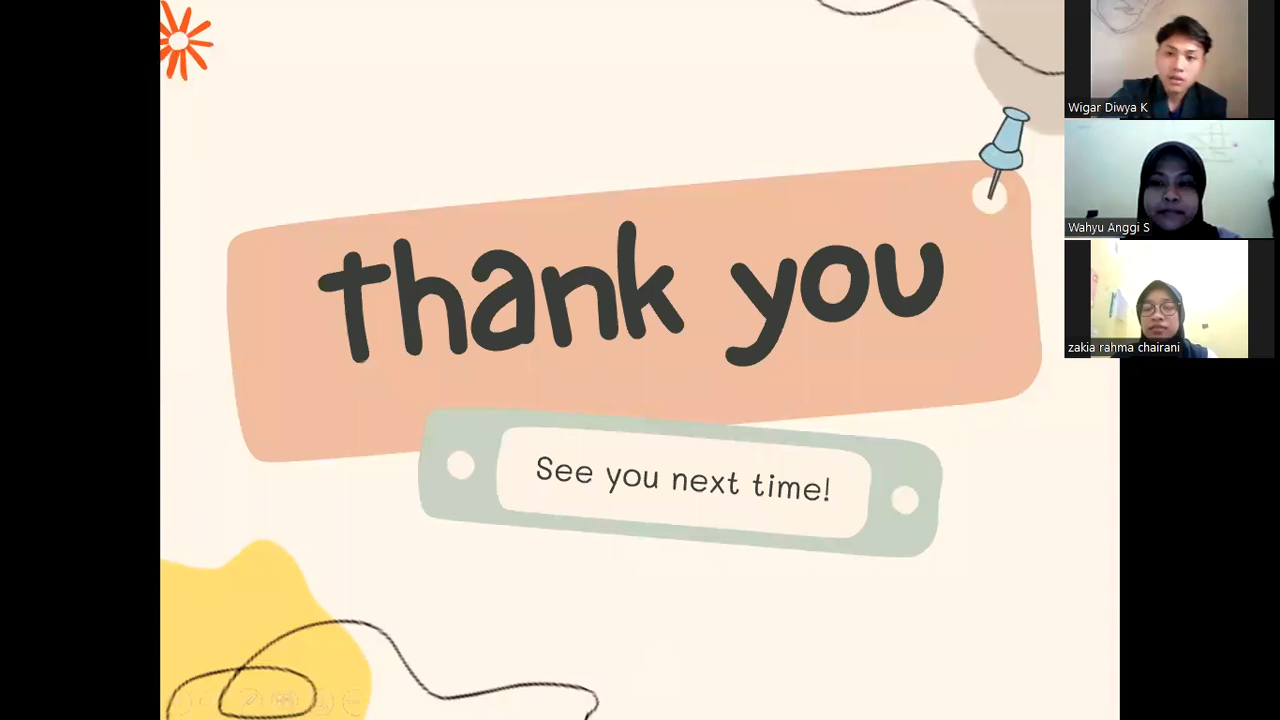 thank you
See you next time!
Wigar Diwya K
Wahyu Anggi S
zakia rahma chairani